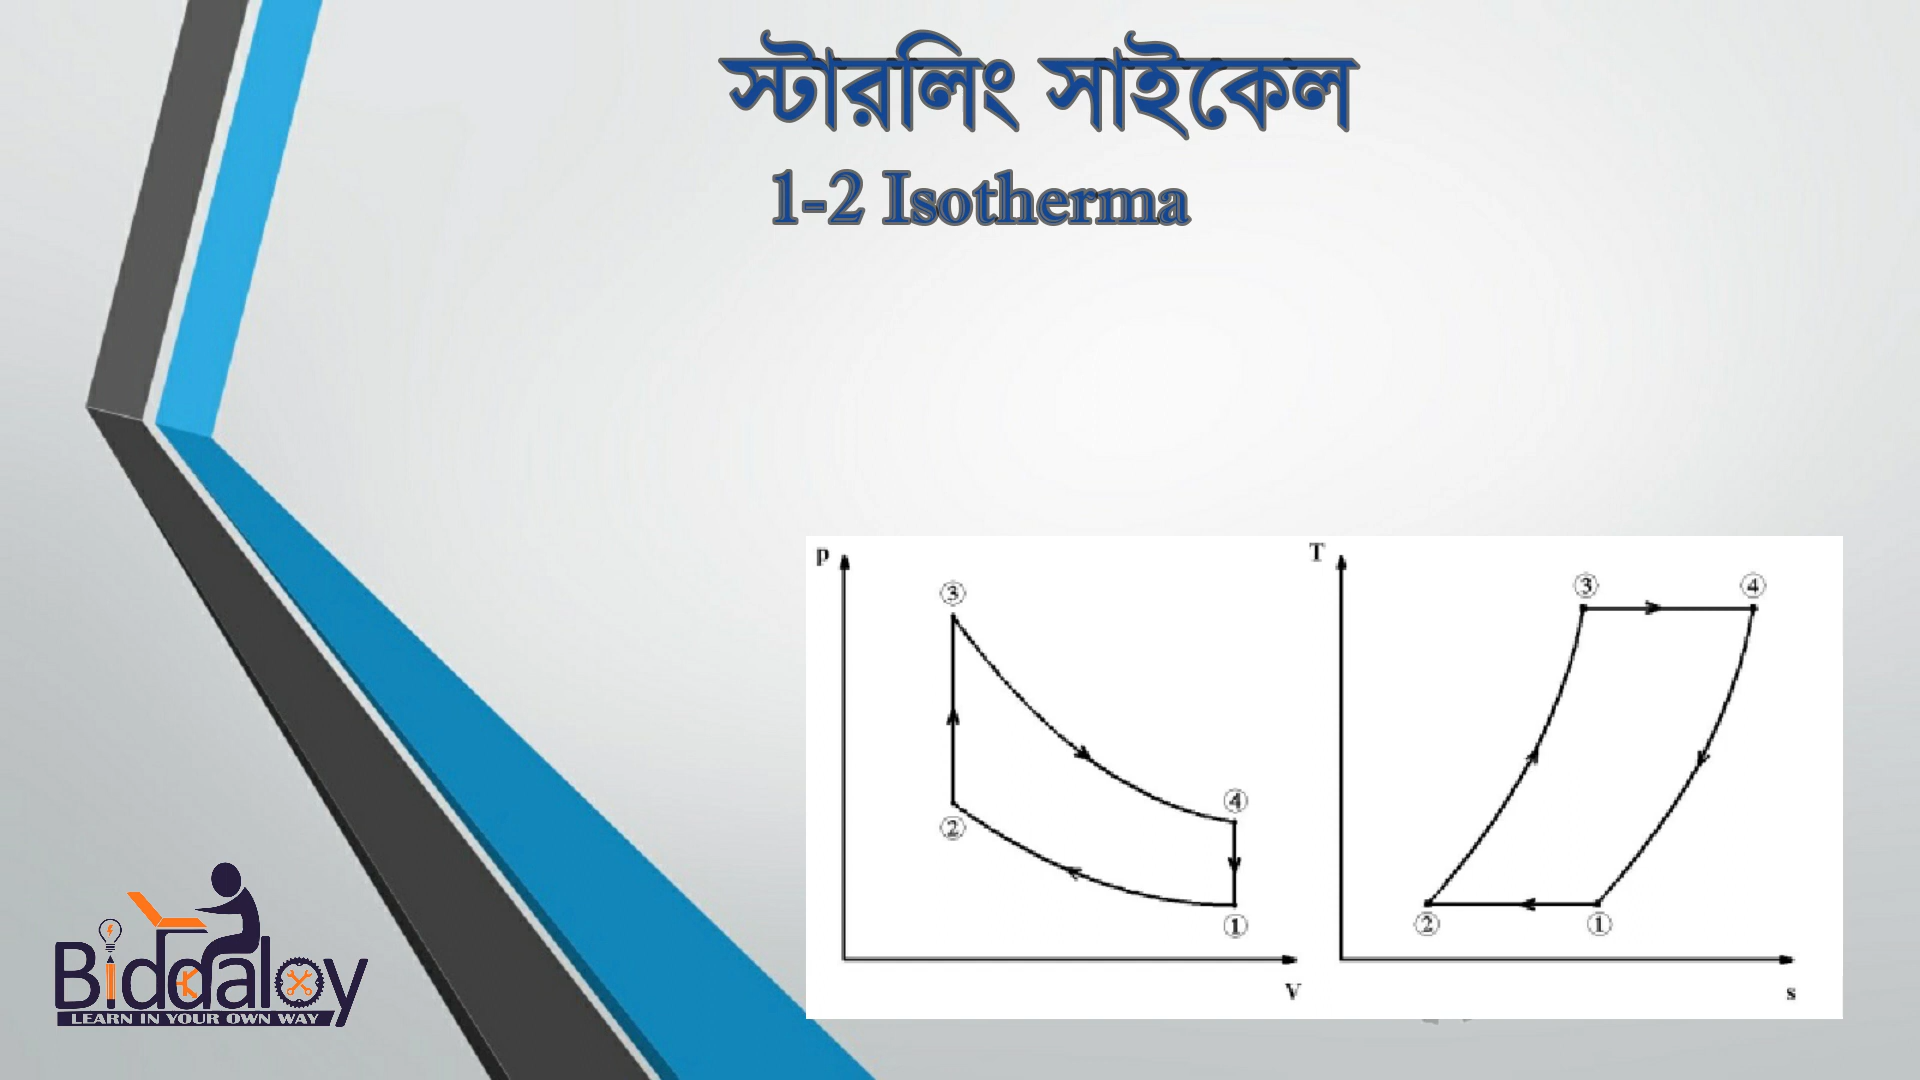 স্টারলিং সাইকেল
1-2 Isotherma
p
③
④
②
①
V
T
③
④
②
①
s
Biddaloy
LEARN IN YOUR OWN WAY